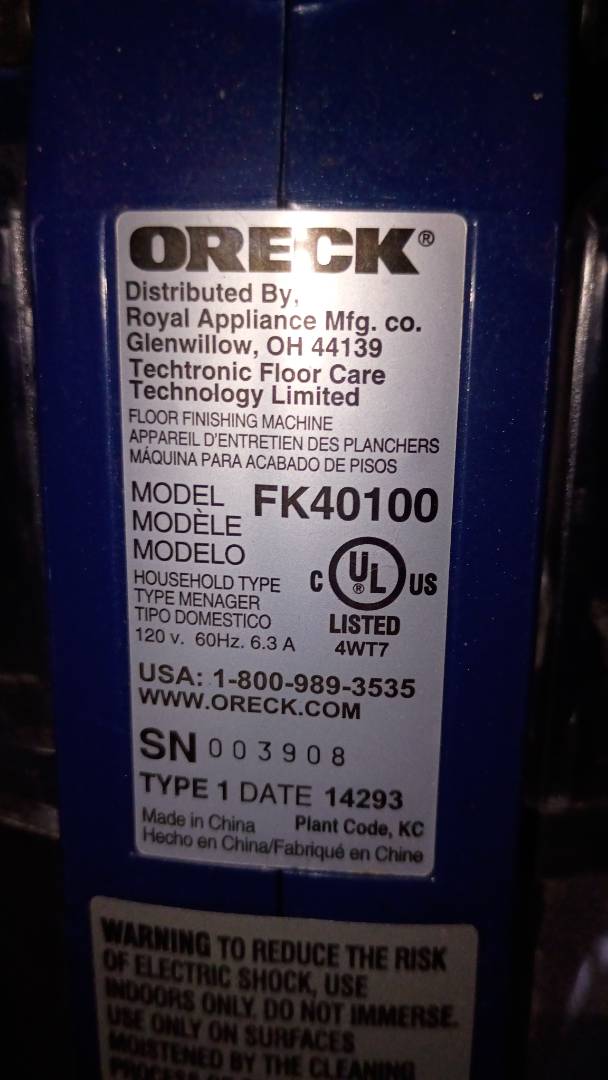 ORECK®
Distributed By,
Royal Appliance Mfg. co.
Glenwillow, OH 44139
Techtronic Floor Care
Technology Limited
FLOOR FINISHING MACHINE
APPAREIL D'ENTRETIEN DES PLANCHERS
MÁQUINA PARA ACABADO DE PISOS
MODEL FK40100
MODÈLE
MODELO
HOUSEHOLD TYPE
TYPE MENAGER
TIPO DOMESTICO
120 v. 60Hz. 6.3 A
C UL® US
LISTED
4WT7
USA: 1-800-989-3535
WWW.ORECK.COM
SN 003908
TYPE 1 DATE 14293
Made in China Plant Code, KC
Hecho en China/Fabriqué en Chine
WARNING TO REDUCE THE RISK
OF ELECTRIC SHOCK, USE
INDOORS ONLY. DO NOT IMMERSE.
USE ONLY ON SURFACES
MOISTENED BY THE CLEANING